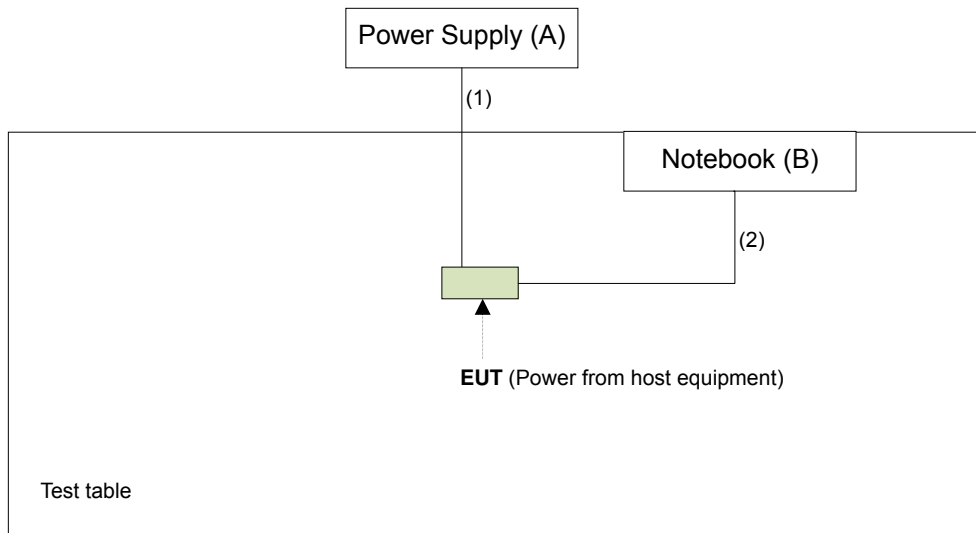 Power Supply (A)
(1)
Notebook (B)
(2)
EUT (Power from host equipment)
Test table